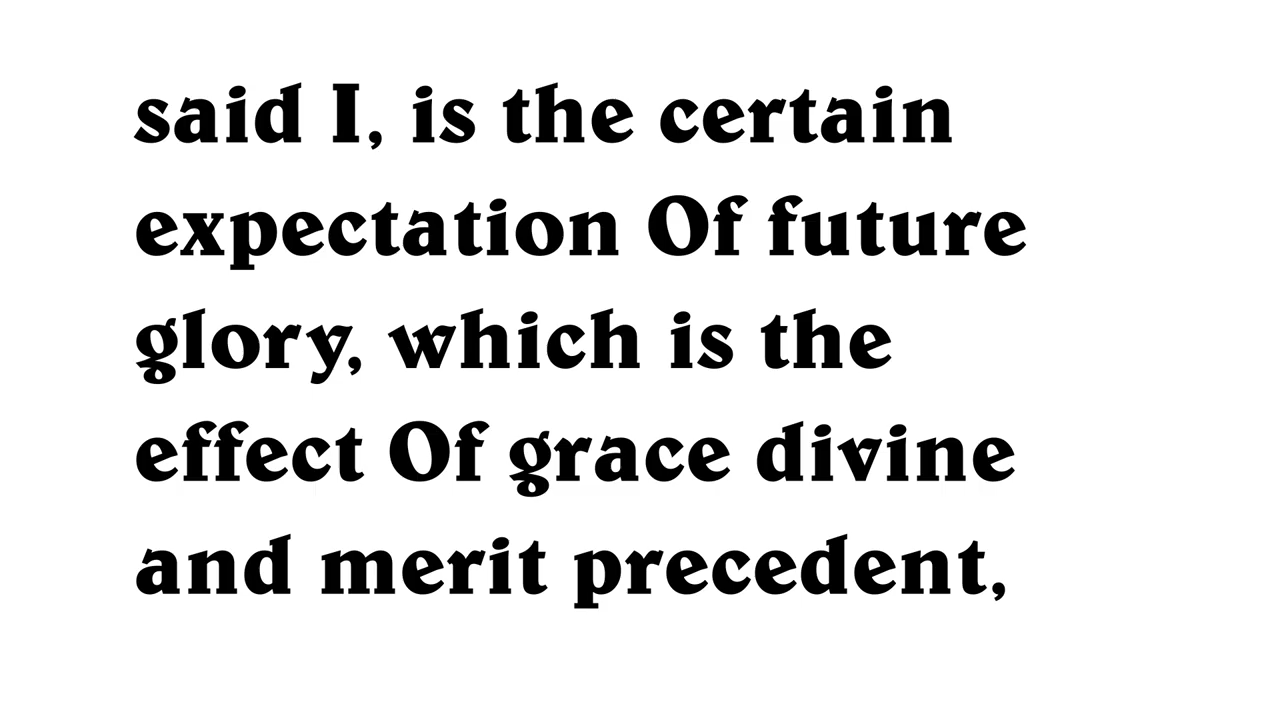 said I, is the certain
expectation Of future
glory, which is the
effect Of grace divine
and merit precedent,